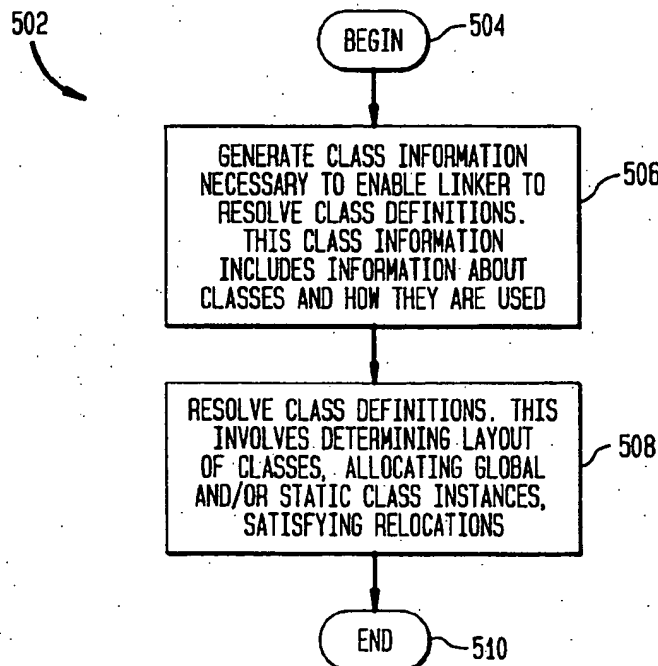 502
BEGIN
504
GENERATE CLASS INFORMATION
NECESSARY TO ENABLE LINKER TO
RESOLVE CLASS DEFINITIONS.
THIS CLASS INFORMATION
INCLUDES INFORMATION ABOUT
CLASSES AND HOW THEY ARE USED
506
RESOLVE CLASS DEFINITIONS. THIS
INVOLVES DETERMINING LAYOUT
OF CLASSES, ALLOCATING GLOBAL
AND/OR STATIC CLASS INSTANCES,
SATISFYING RELOCATIONS
508
END
510